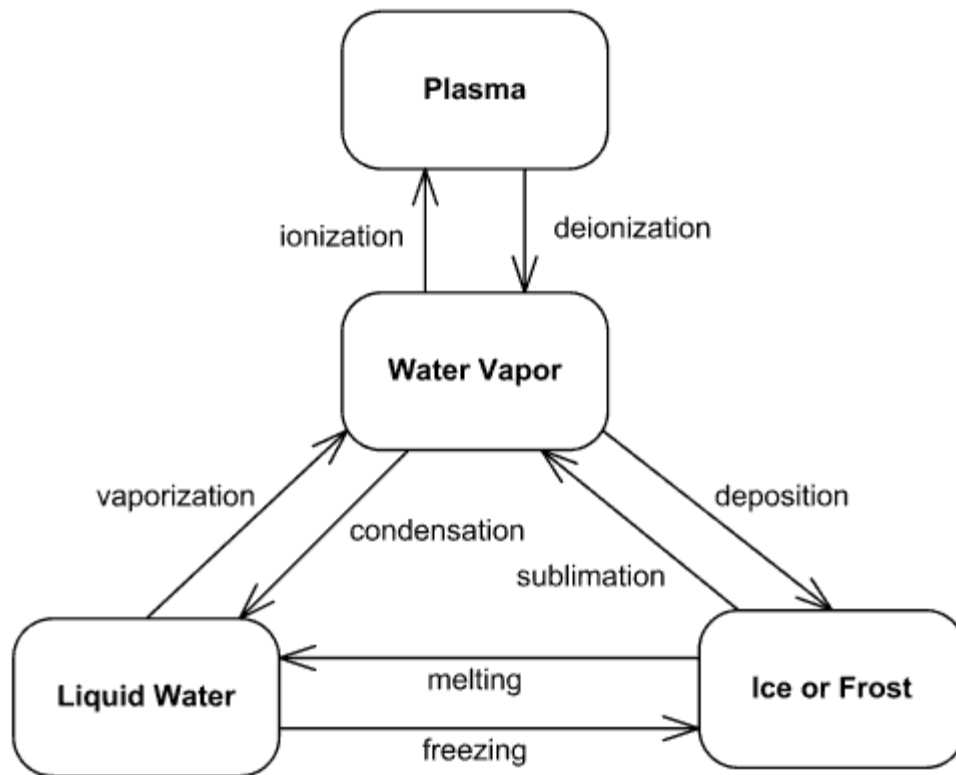 Plasma
ionization
deionization
Water Vapor
vaporization
condensation
deposition
sublimation
Liquid Water
melting
freezing
Ice or Frost